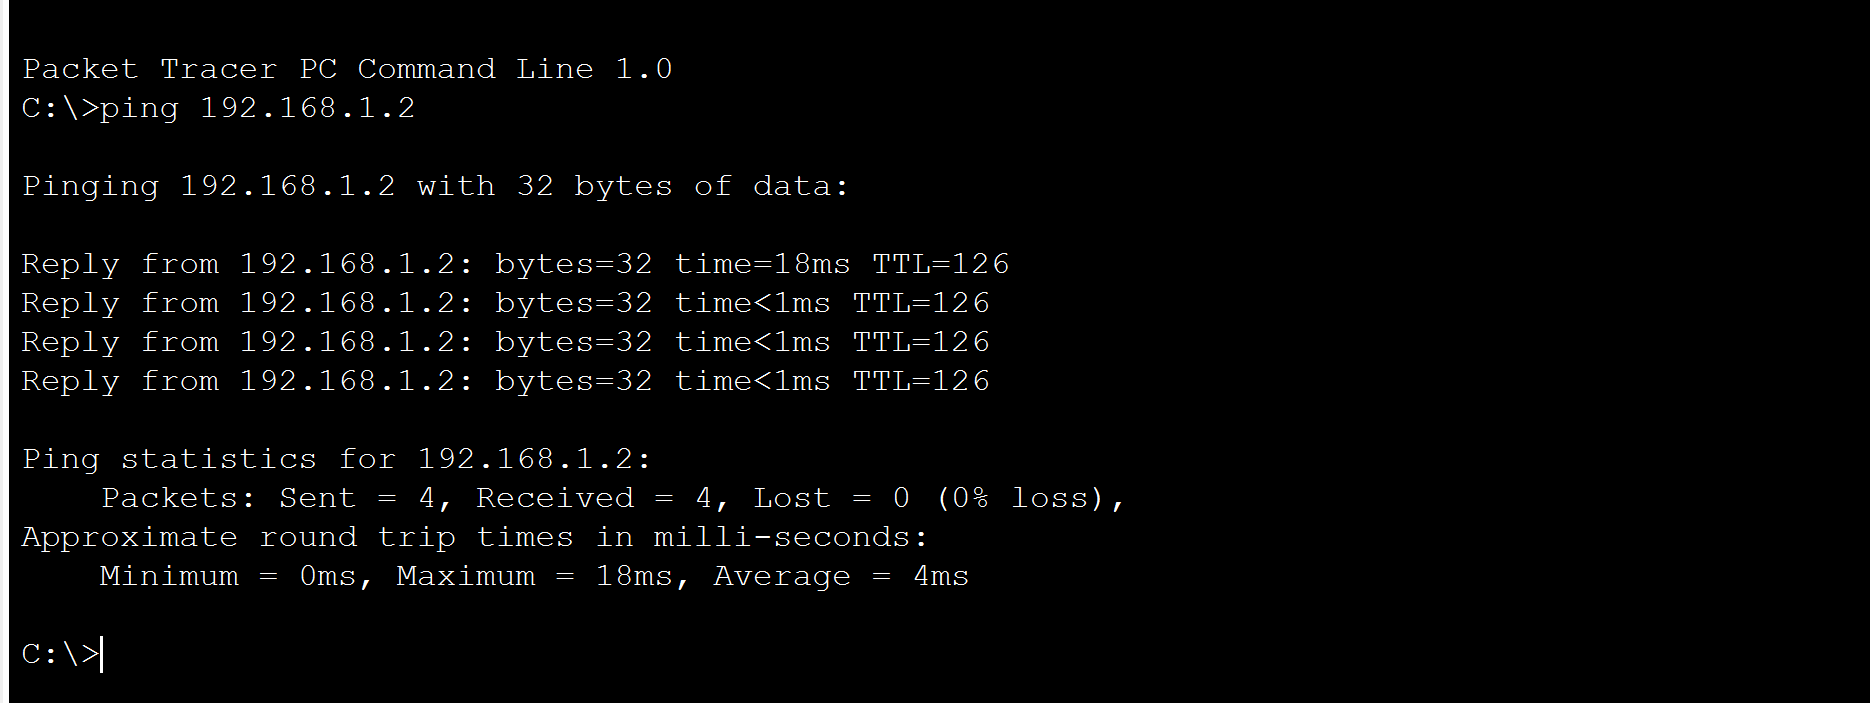 Packet Tracer PC Command Line 1.0
C:\>ping 192.168.1.2
Pinging 192.168.1.2 with 32 bytes of data:
Reply from 192.168.1.2: bytes=32 time=18ms TTL=126
Reply from 192.168.1.2: bytes=32 time<1ms TTL=126
Reply from 192.168.1.2: bytes=32 time<1ms TTL=126
Reply from 192.168.1.2: bytes=32 time<1ms TTL=126
Ping statistics for 192.168.1.2:
    Packets: Sent = 4, Received = 4, Lost = 0 (0% loss),
Approximate round trip times in milli-seconds:
    Minimum = 0ms, Maximum = 18ms, Average = 4ms
C:\>